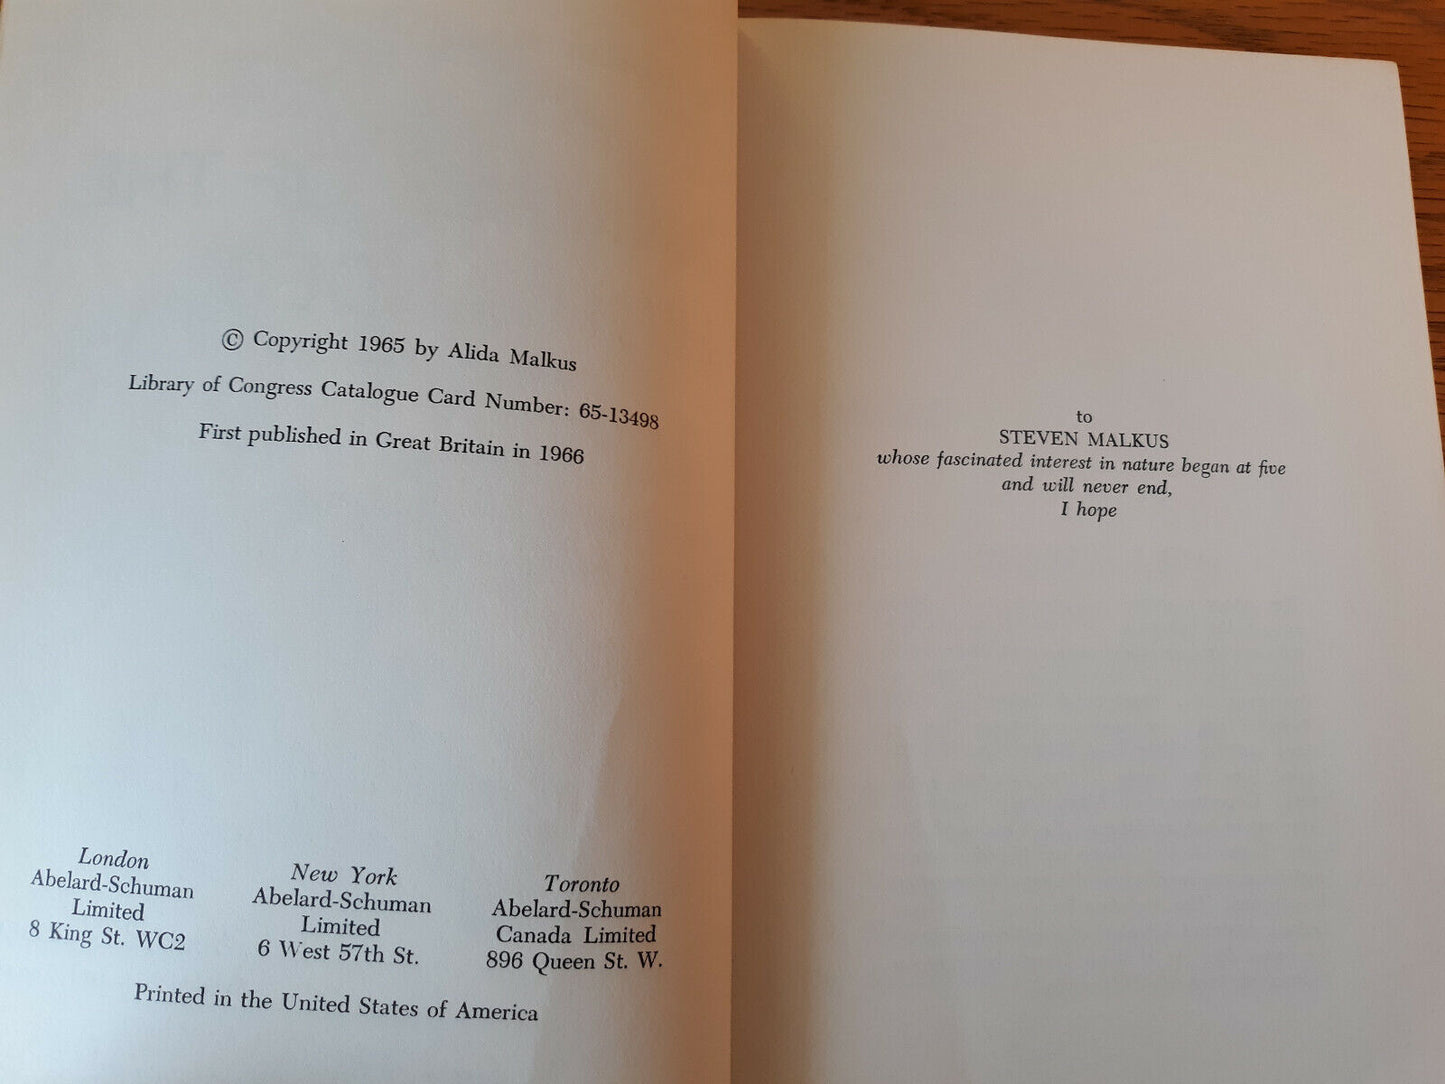 © Copyright 1965 by Alida Malkus
Library of Congress Catalogue Card Number: 65-13498
First published in Great Britain in 1966
London
Abelard-Schuman
Limited
8 King St. WC2
New York
Abelard-Schuman
Limited
6 West 57th St.
Toronto
Abelard-Schuman
Canada Limited
896 Queen St. W.
Printed in the United States of America
to
STEVEN MALKUS
whose fascinated interest in nature began at five
and will never end,
I hope